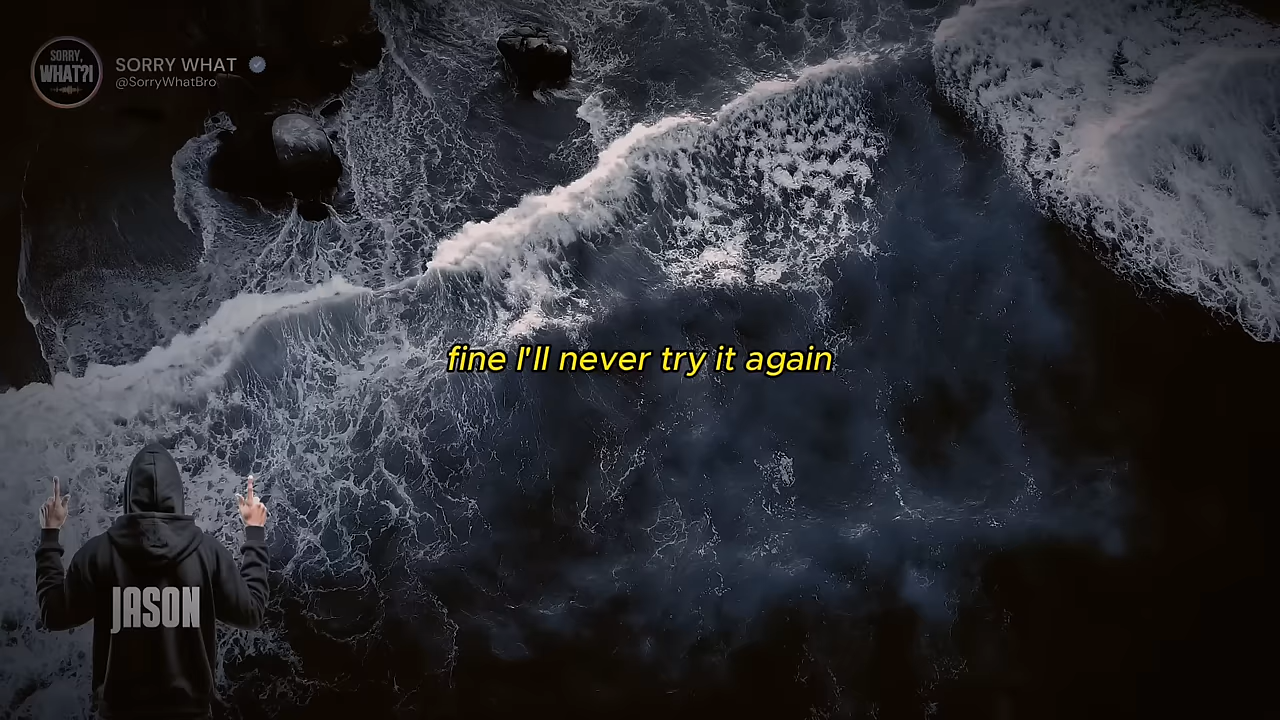 SORRY,
WHAT?!
SORRY WHAT
@SorryWhatBro
fine I'll never try it again
JASON